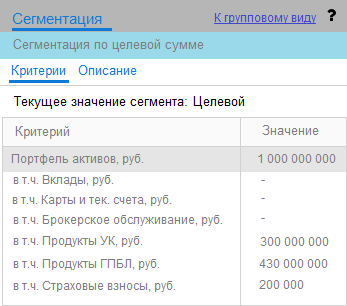 Сегментация К групповому виду ?
Сегментация по целевой сумме
Критерии Описание
Текущее значение сегмента: Целевой
Критерий Значение
Портфель активов, руб. 1 000 000 000
в т.ч. Вклады, руб. -
в т.ч. Карты и тек. счета, руб. -
в т.ч. Брокерское обслуживание, руб. -
в т.ч. Продукты УК, руб. 300 000 000
в т.ч. Продукты ГПБЛ, руб. 430 000 000
в т.ч. Страховые взносы, руб. 200 000